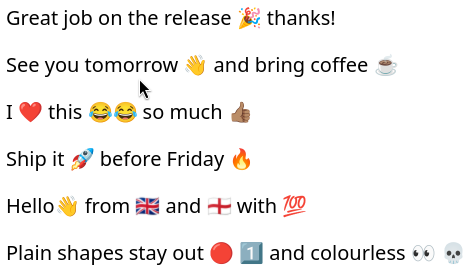 Great job on the release 🎉 thanks!
See you tomorrow 👋 and bring coffee ☕
I ❤️ this 😂😂 so much 👍🏾
Ship it 🚀 before Friday 🔥
Hello👋 from 🇬🇧 and 🏴󠁧󠁢󠁥󠁮󠁧󠁿 with 💯
Plain shapes stay out 🔴 1️⃣ and colourless 👀 💀